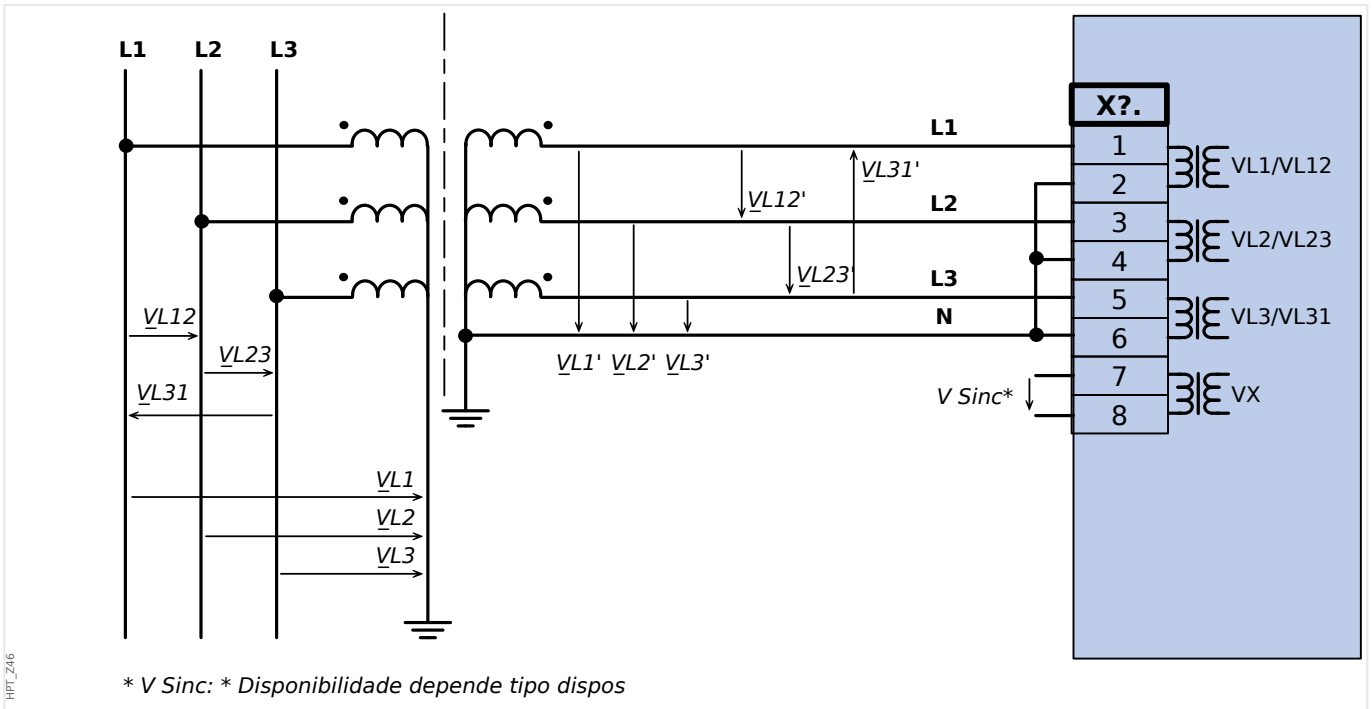 L1 L2 L3
X?.
L1
1
VL1/VL12
VL31'
2
VL12'
L2
3
VL2/VL23
4
VL23'
L3
5
VL12
N
VL3/VL31
6
VL23
VL1' VL2' VL3'
7
VL31
V Sinc*
VX
8
VL1
VL2
VL3
HPT_Z46
* V Sinc: * Disponibilidade depende tipo dispos